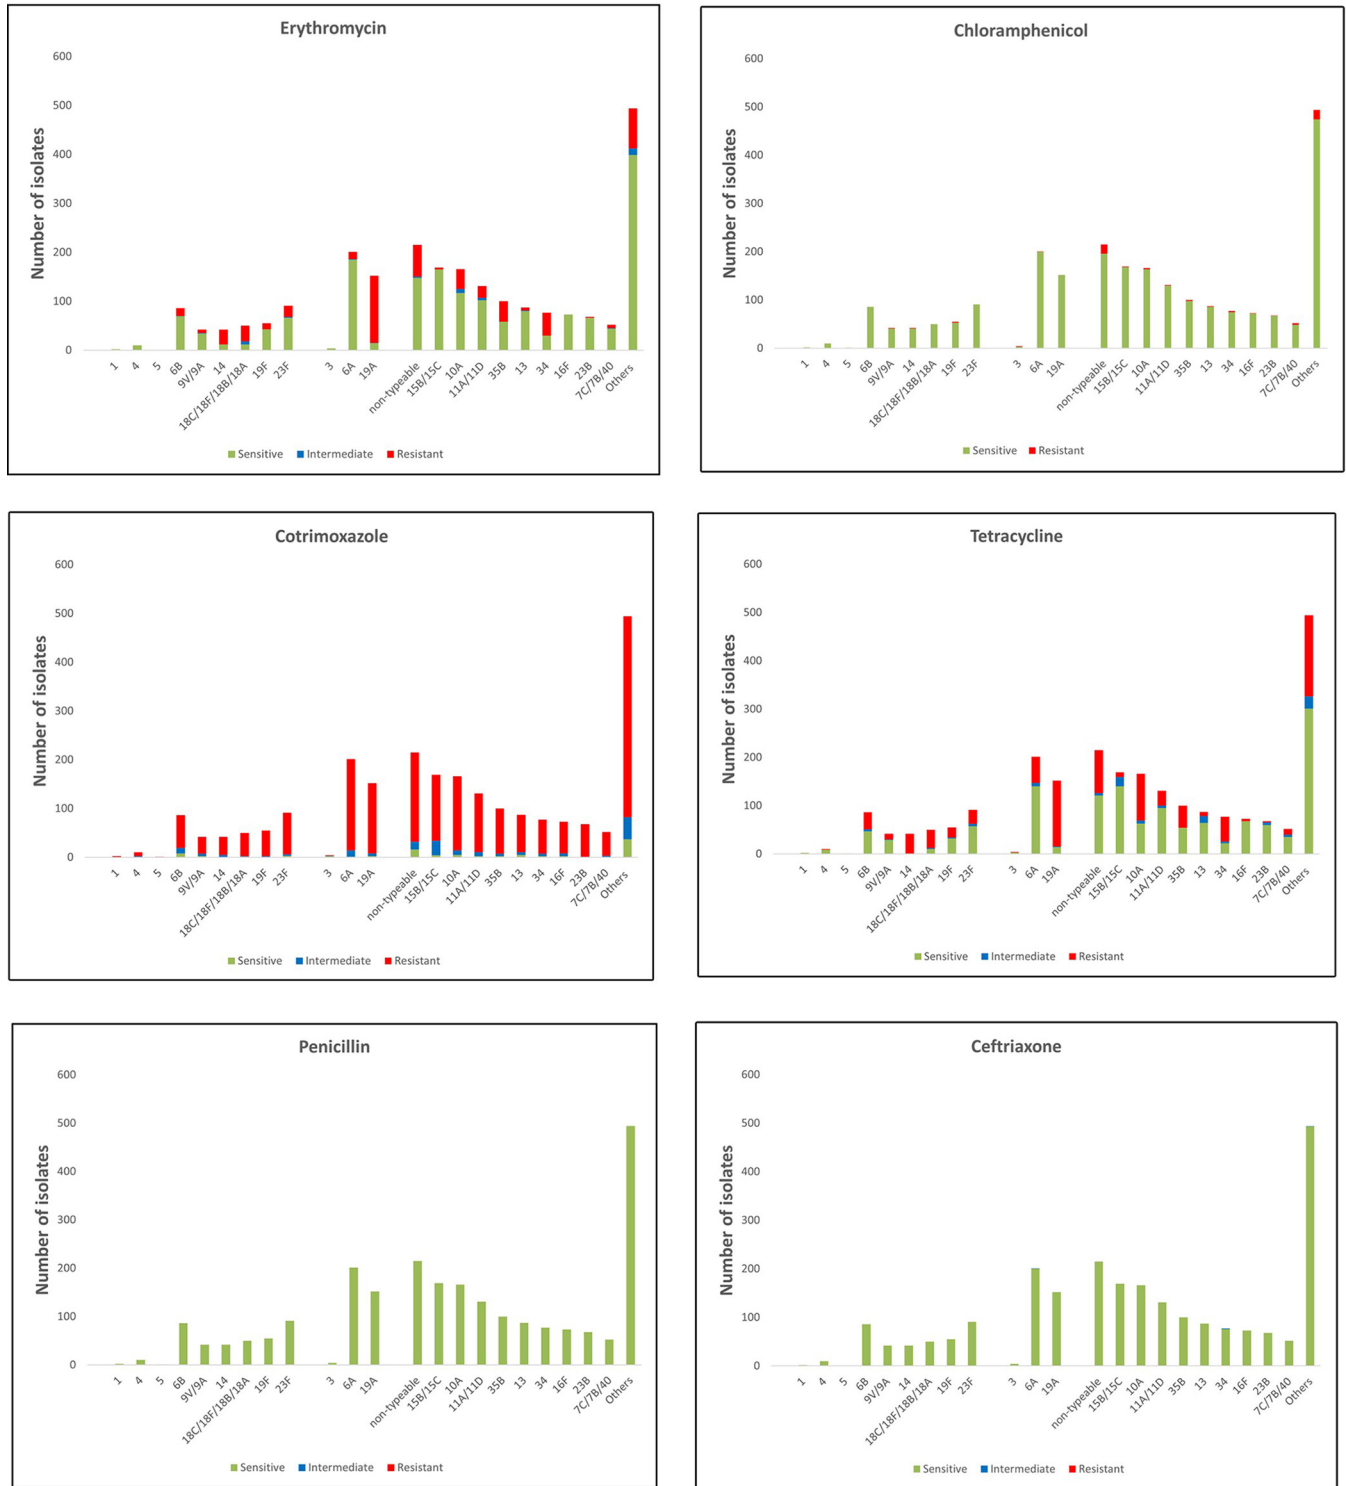 Erythromycin
Number of isolates
600
500
400
300
200
100
0
1
4
5
6B
9V/9A
14
18C/18F/18B/18A
19F
23F
3
6A
19A
non-typeable
15B/15C
10A
11A/11D
35B
13
34
16F
23B
7C/7B/40
Others
Sensitive Intermediate Resistant
Chloramphenicol
Number of isolates
600
500
400
300
200
100
0
1
4
5
6B
9V/9A
14
18C/18F/18B/18A
19F
23F
3
6A
19A
non-typeable
15B/15C
10A
11A/11D
35B
13
34
16F
23B
7C/7B/40
Others
Sensitive Resistant
Cotrimoxazole
Number of isolates
600
500
400
300
200
100
0
1
4
5
6B
9V/9A
14
18C/18F/18B/18A
19F
23F
3
6A
19A
non-typeable
15B/15C
10A
11A/11D
35B
13
34
16F
23B
7C/7B/40
Others
Sensitive Intermediate Resistant
Tetracycline
Number of isolates
600
500
400
300
200
100
0
1
4
5
6B
9V/9A
14
18C/18F/18B/18A
19F
23F
3
6A
19A
non-typeable
15B/15C
10A
11A/11D
35B
13
34
16F
23B
7C/7B/40
Others
Sensitive Intermediate Resistant
Penicillin
Number of isolates
600
500
400
300
200
100
0
1
4
5
6B
9V/9A
14
18C/18F/18B/18A
19F
23F
3
6A
19A
non-typeable
15B/15C
10A
11A/11D
35B
13
34
16F
23B
7C/7B/40
Others
Sensitive Intermediate Resistant
Ceftriaxone
Number of isolates
600
500
400
300
200
100
0
1
4
5
6B
9V/9A
14
18C/18F/18B/18A
19F
23F
3
6A
19A
non-typeable
15B/15C
10A
11A/11D
35B
13
34
16F
23B
7C/7B/40
Others
Sensitive Intermediate Resistant